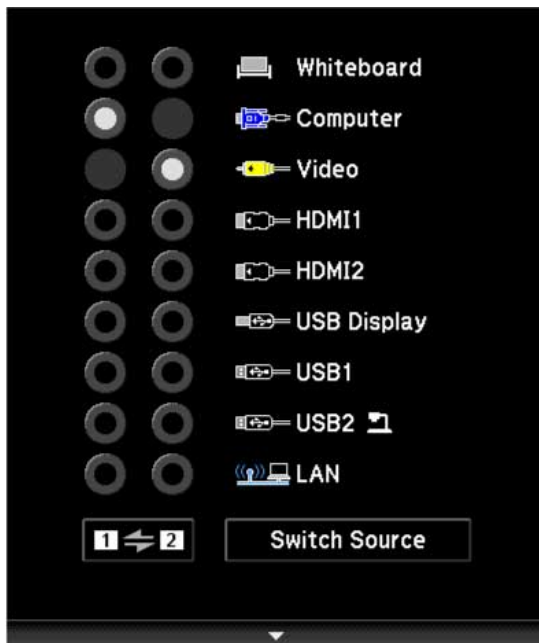 Whiteboard
Computer
Video
HDMI1
HDMI2
USB Display
USB1
USB2
LAN
1 2 Switch Source